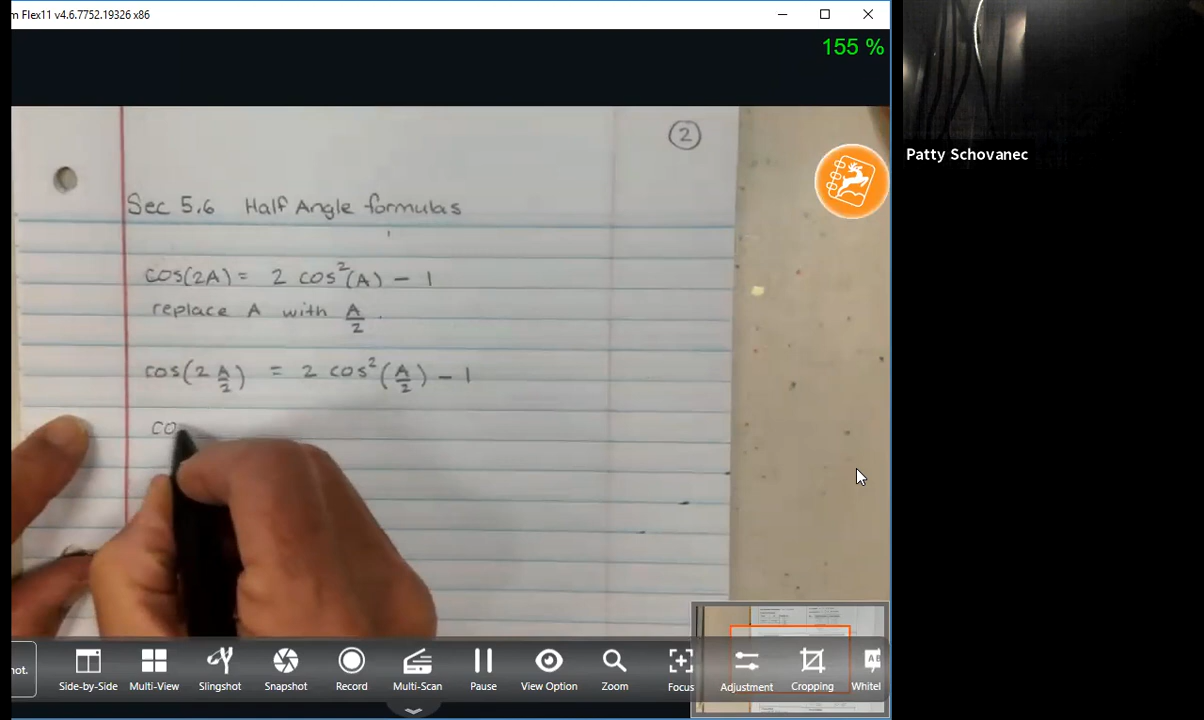 m Flex11 v4.6.7752.19326 x86
155 %
Patty Schovanec
2
Sec 5.6 Half Angle formulas
cos(2A) = 2 cos²(A) - 1
replace A with A/2.
cos(2 A/2) = 2 cos²(A/2) - 1
co
not.
Side-by-Side Multi-View Slingshot Snapshot Record Multi-Scan Pause View Option Zoom Focus Adjustment Cropping Whitel